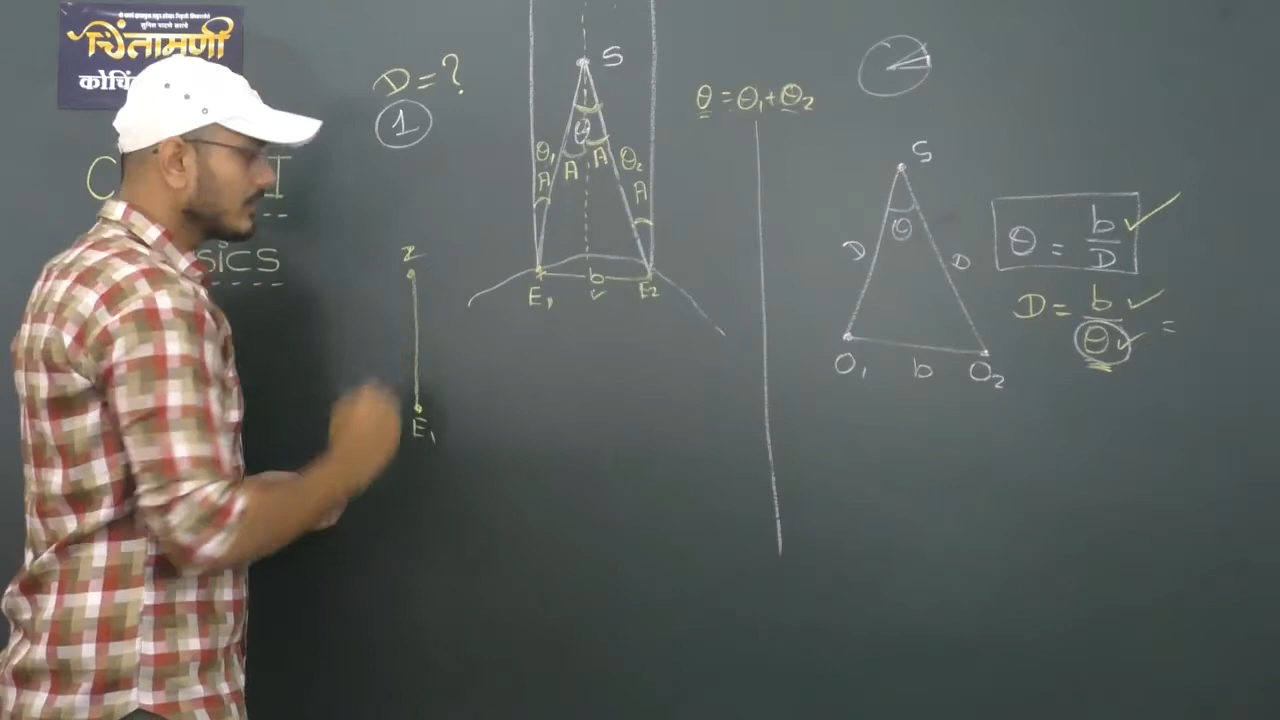 चिंतामणी
D = ?
1
S
θ = θ₁ + θ₂
θ
θ₁
θ₂
A
A
A
A
b
E₁
E₂
sics
E₁
S
θ
D
D
O₁
b
O₂
θ = b/D
D = b/θ =